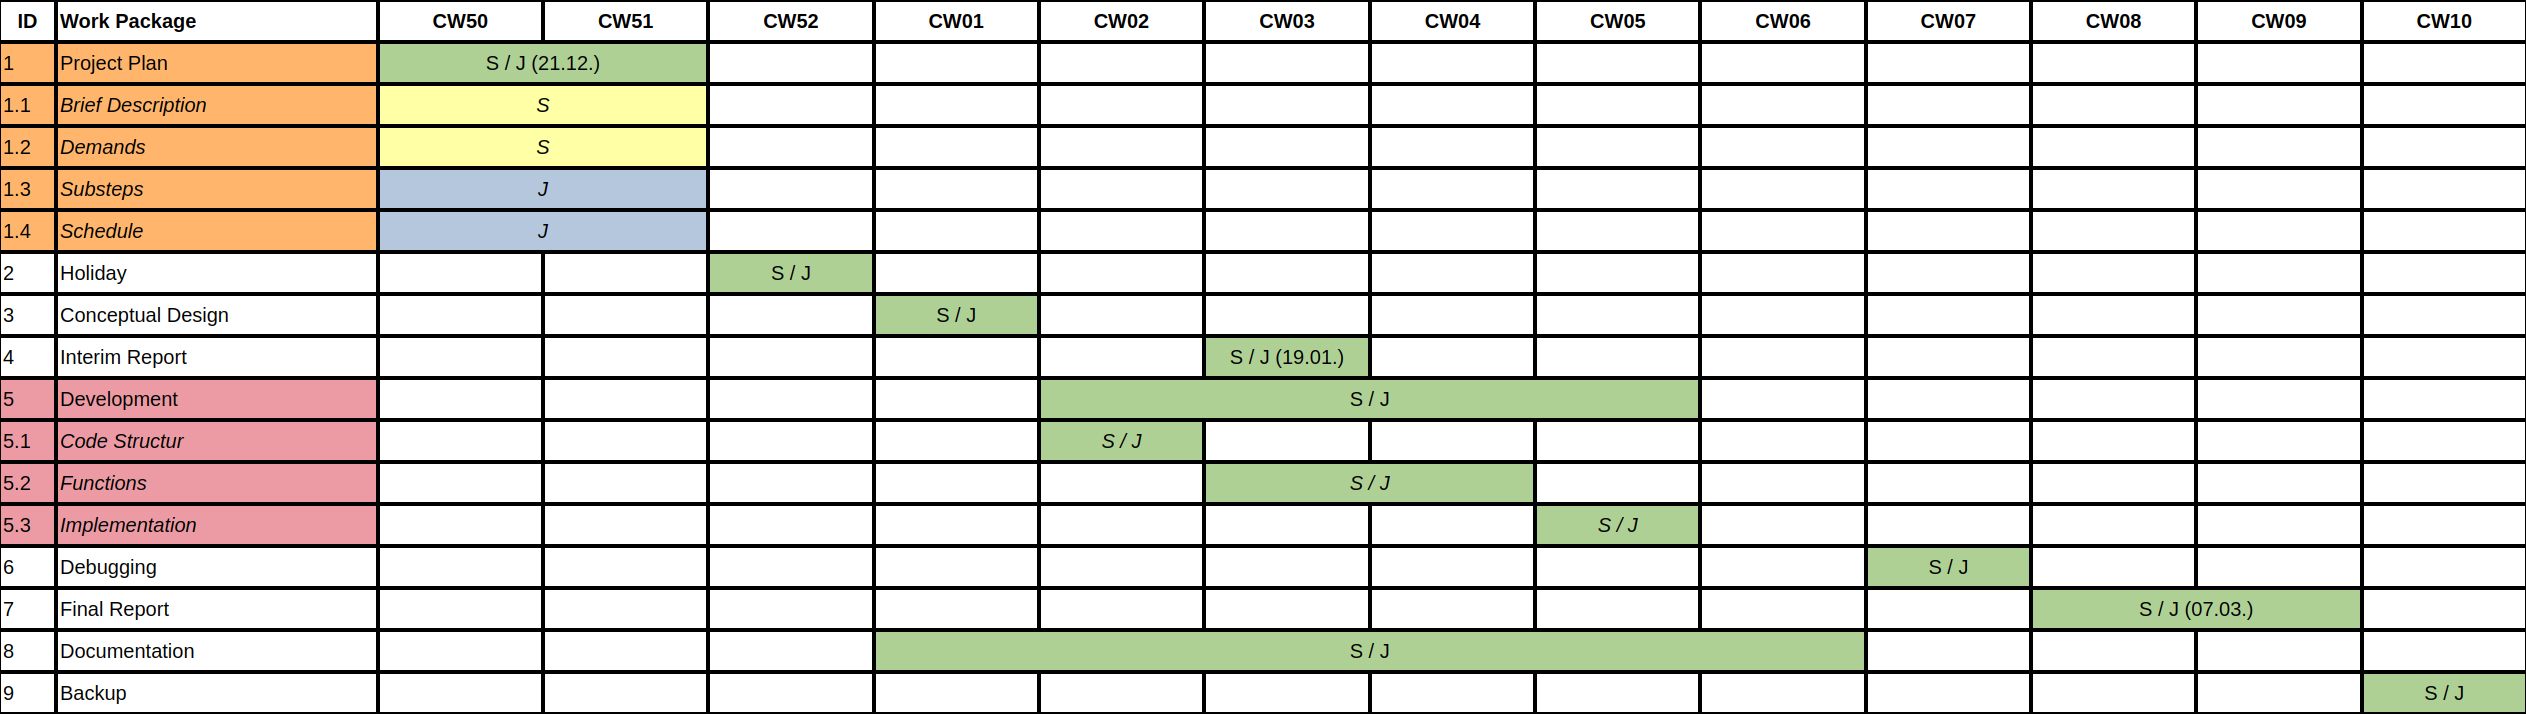 ID Work Package CW50 CW51 CW52 CW01 CW02 CW03 CW04 CW05 CW06 CW07 CW08 CW09 CW10
1 Project Plan S / J (21.12.)
1.1 Brief Description S
1.2 Demands S
1.3 Substeps J
1.4 Schedule J
2 Holiday S / J
3 Conceptual Design S / J
4 Interim Report S / J (19.01.)
5 Development S / J
5.1 Code Structur S / J
5.2 Functions S / J
5.3 Implementation S / J
6 Debugging S / J
7 Final Report S / J (07.03.)
8 Documentation S / J
9 Backup S / J